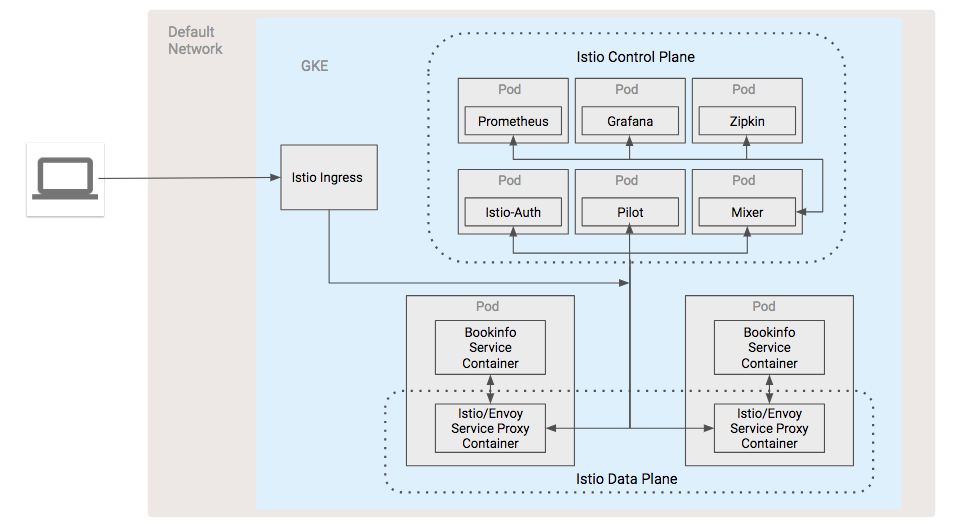 Default
Network
GKE
Istio Control Plane
Pod
Prometheus
Pod
Grafana
Pod
Zipkin
Istio Ingress
Pod
Istio-Auth
Pod
Pilot
Pod
Mixer
Pod
Bookinfo
Service
Container
Istio/Envoy
Service Proxy
Container
Pod
Bookinfo
Service
Container
Istio/Envoy
Service Proxy
Container
Istio Data Plane